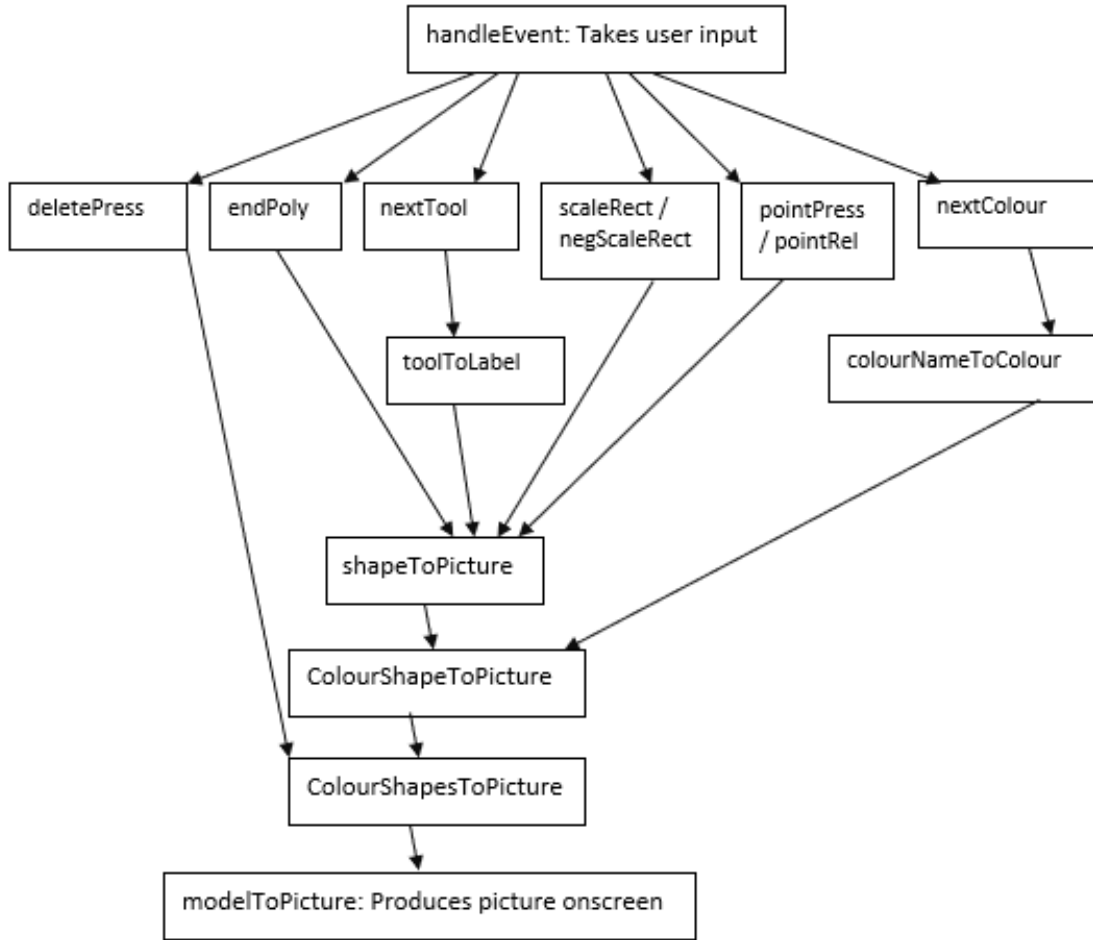 handleEvent: Takes user input
deletePress
endPoly
nextTool
scaleRect /
negScaleRect
pointPress
/ pointRel
nextColour
toolToLabel
colourNameToColour
shapeToPicture
ColourShapeToPicture
ColourShapesToPicture
modelToPicture: Produces picture onscreen